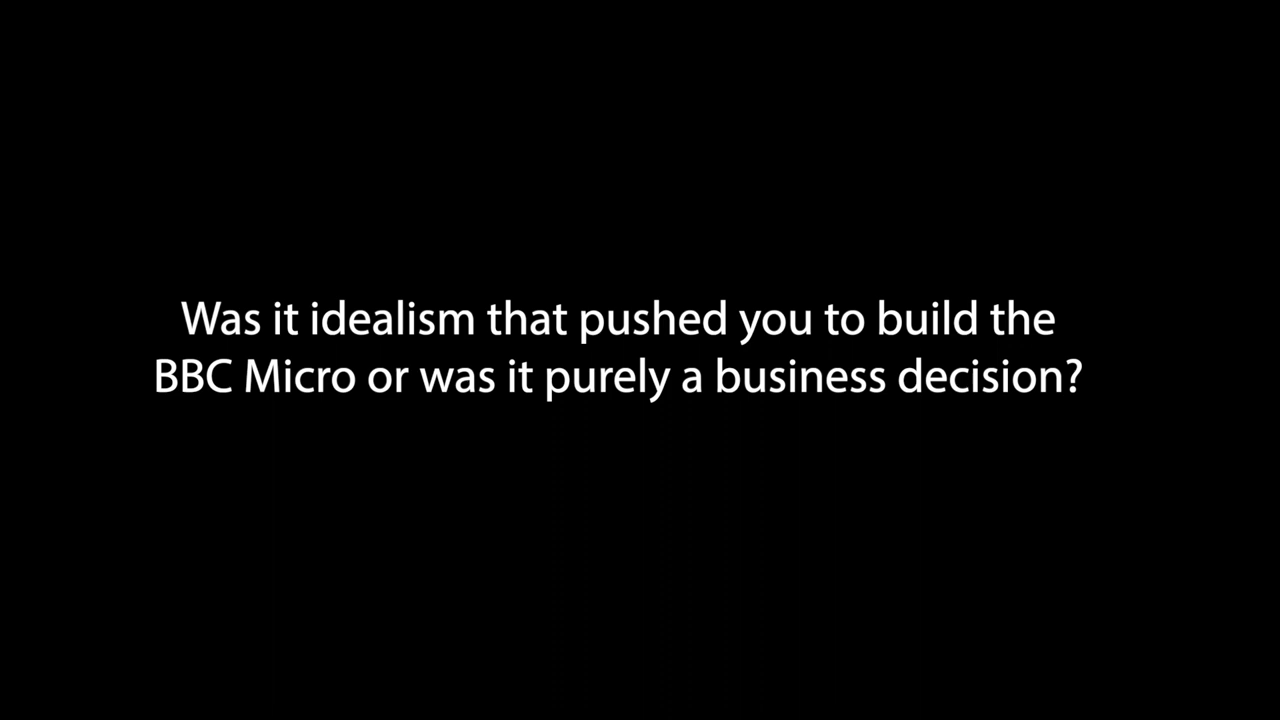 Was it idealism that pushed you to build the
BBC Micro or was it purely a business decision?